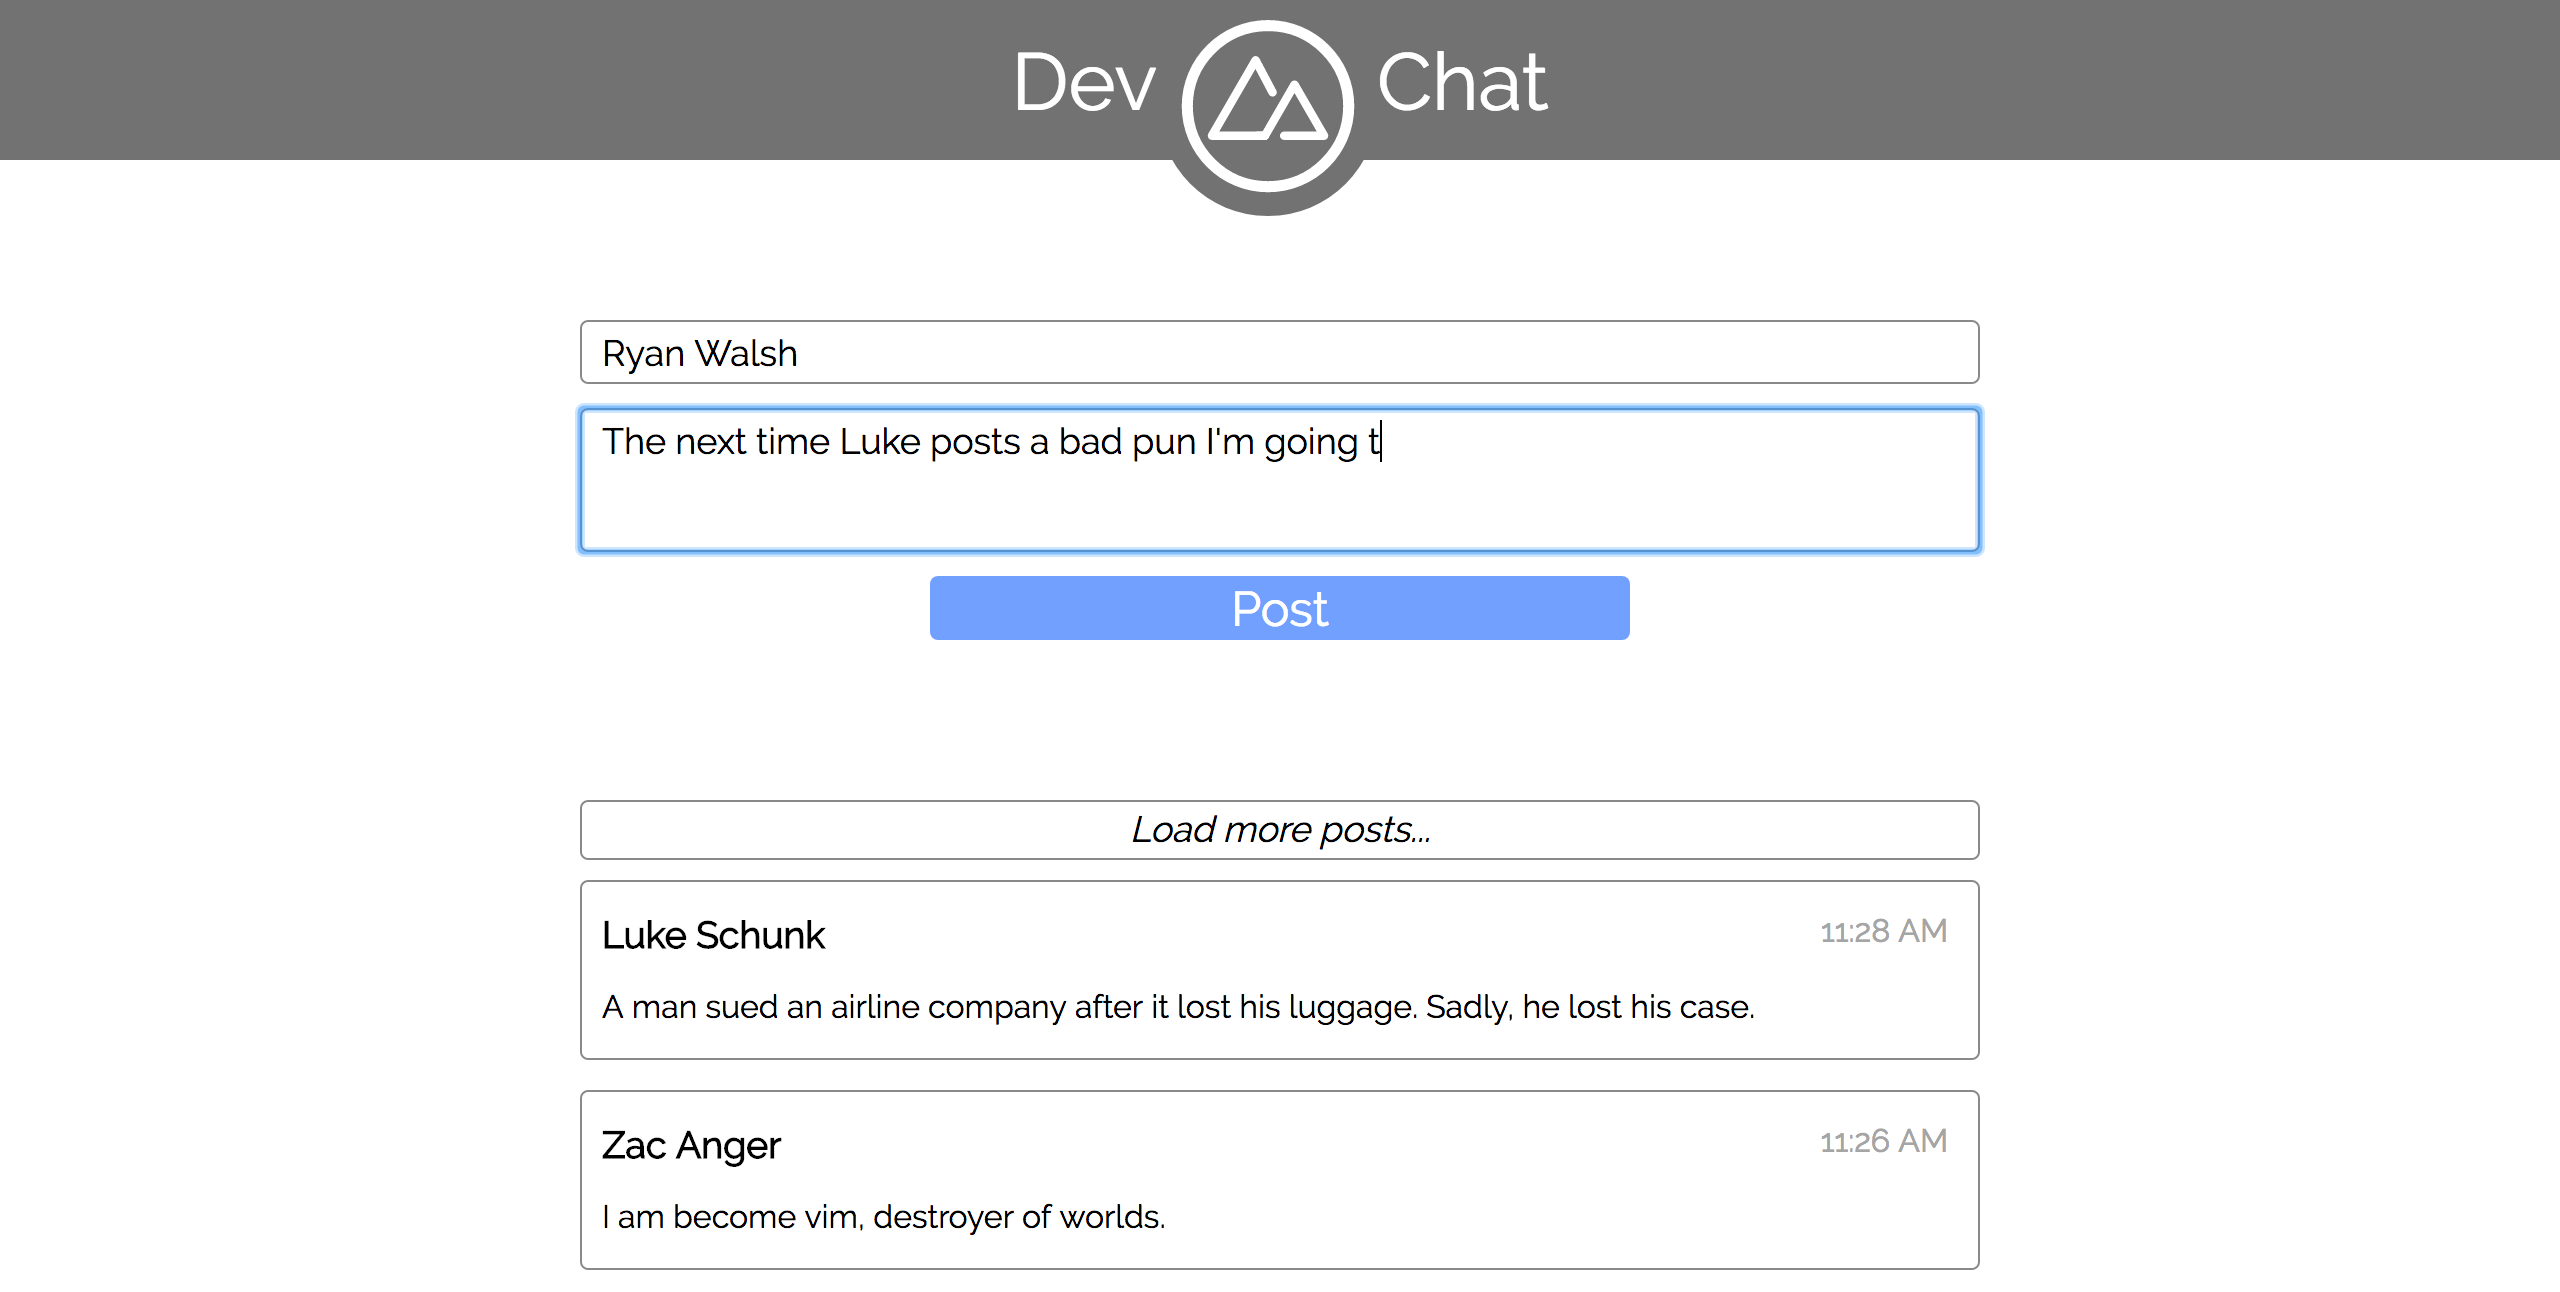 Dev Chat
Ryan Walsh
The next time Luke posts a bad pun I'm going t
Post
Load more posts...
Luke Schunk
11:28 AM
A man sued an airline company after it lost his luggage. Sadly, he lost his case.
Zac Anger
11:26 AM
I am become vim, destroyer of worlds.